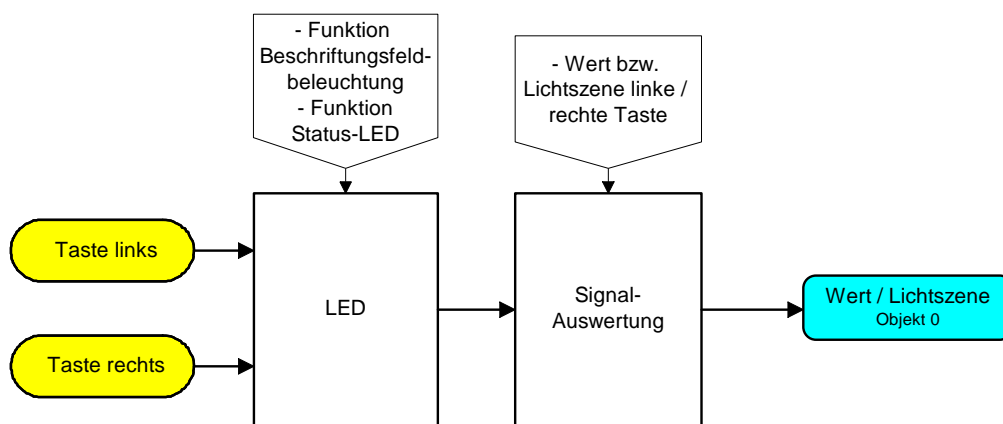 - Funktion
Beschriftungsfeld-
beleuchtung
- Funktion
Status-LED
- Wert bzw.
Lichtszene linke /
rechte Taste
Taste links
Taste rechts
LED
Signal-
Auswertung
Wert / Lichtszene
Objekt 0